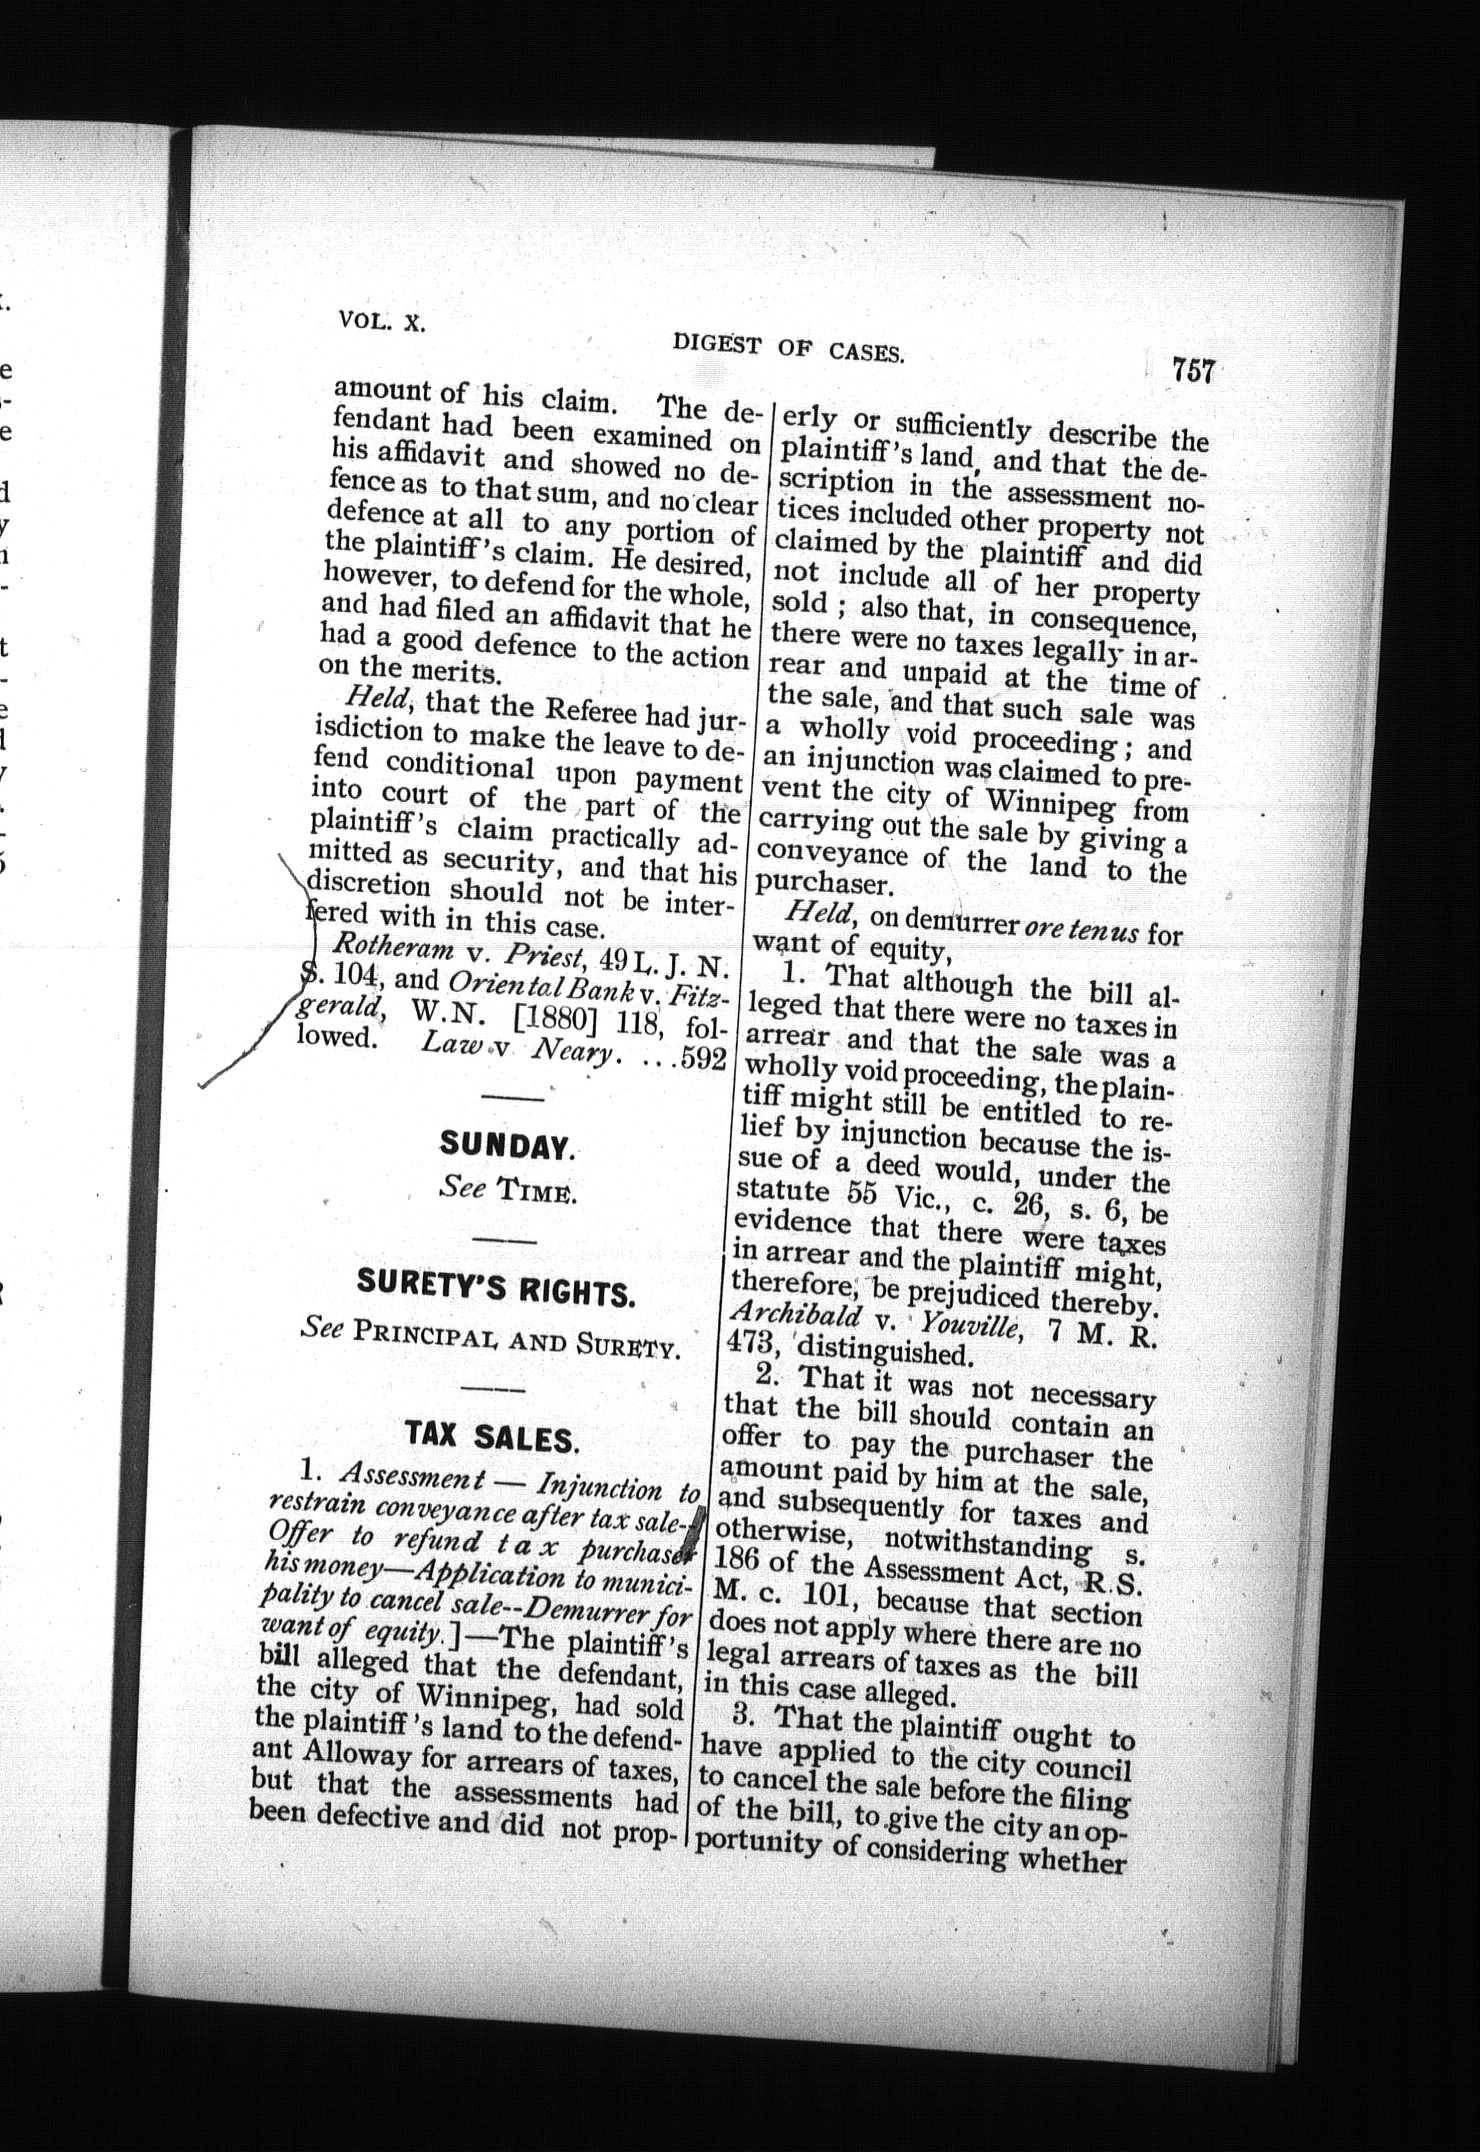 VOL. X.
DIGEST OF CASES.
757
amount of his claim. The de-
fendant had been examined on
his affidavit and showed no de-
fence as to that sum, and no clear
defence at all to any portion of
the plaintiff's claim. He desired,
however, to defend for the whole,
and had filed an affidavit that he
had a good defence to the action
on the merits.
Held, that the Referee had jur-
isdiction to make the leave to de-
fend conditional upon payment
into court of the part of the
plaintiff's claim practically ad-
mitted as security, and that his
discretion should not be inter-
fered with in this case.
Rotheram v. Priest, 49 L. J. N.
S. 104, and Oriental Bank v. Fitz-
gerald, W.N. [1880] 118, fol-
lowed. Law v Neary. ...592
SUNDAY.
See TIME.
SURETY'S RIGHTS.
See PRINCIPAL AND SURETY.
TAX SALES.
1. Assessment — Injunction to
restrain conveyance after tax sale--
Offer to refund tax purchaser
his money—Application to munici-
pality to cancel sale--Demurrer for
want of equity.]—The plaintiff's
bill alleged that the defendant,
the city of Winnipeg, had sold
the plaintiff's land to the defend-
ant Alloway for arrears of taxes,
but that the assessments had
been defective and did not prop-
erly or sufficiently describe the
plaintiff's land, and that the de-
scription in the assessment no-
tices included other property not
claimed by the plaintiff and did
not include all of her property
sold ; also that, in consequence,
there were no taxes legally in ar-
rear and unpaid at the time of
the sale, and that such sale was
a wholly void proceeding ; and
an injunction was claimed to pre-
vent the city of Winnipeg from
carrying out the sale by giving a
conveyance of the land to the
purchaser.
Held, on demurrer ore tenus for
want of equity,
1. That although the bill al-
leged that there were no taxes in
arrear and that the sale was a
wholly void proceeding, the plain-
tiff might still be entitled to re-
lief by injunction because the is-
sue of a deed would, under the
statute 55 Vic., c. 26, s. 6, be
evidence that there were taxes
in arrear and the plaintiff might,
therefore, be prejudiced thereby.
Archibald v. Youville, 7 M. R.
473, distinguished.
2. That it was not necessary
that the bill should contain an
offer to pay the purchaser the
amount paid by him at the sale,
and subsequently for taxes and
otherwise, notwithstanding s.
186 of the Assessment Act, R.S.
M. c. 101, because that section
does not apply where there are no
legal arrears of taxes as the bill
in this case alleged.
3. That the plaintiff ought to
have applied to the city council
to cancel the sale before the filing
of the bill, to give the city an op-
portunity of considering whether